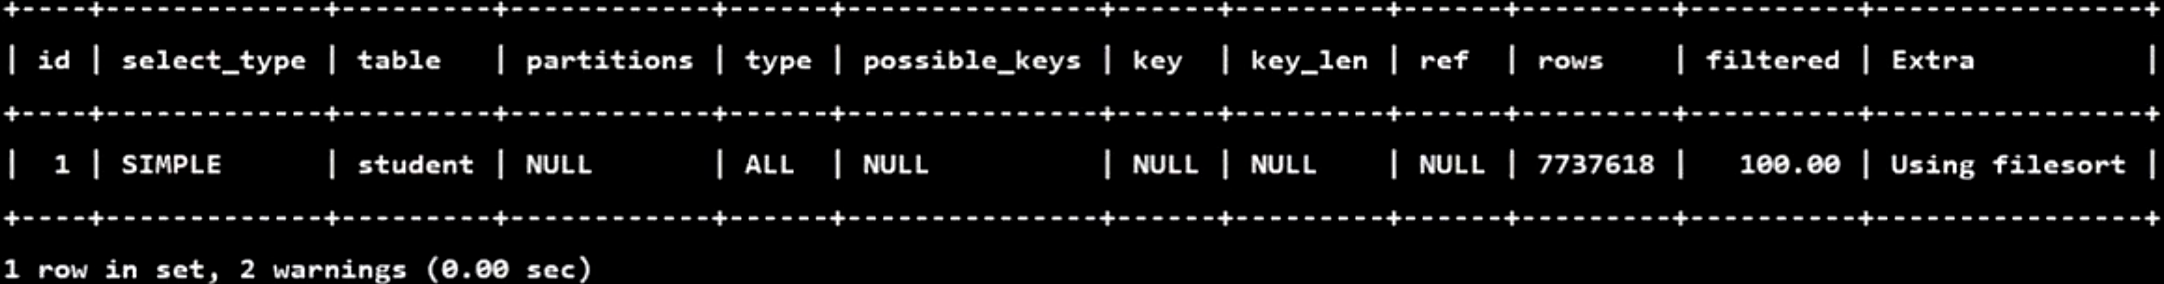 +----+-------------+---------+------------+------+---------------+------+---------+------+---------+----------+----------------+
| id | select_type | table   | partitions | type | possible_keys | key  | key_len | ref  | rows    | filtered | Extra          |
+----+-------------+---------+------------+------+---------------+------+---------+------+---------+----------+----------------+
|  1 | SIMPLE      | student | NULL       | ALL  | NULL          | NULL | NULL    | NULL | 7737618 |   100.00 | Using filesort |
+----+-------------+---------+------------+------+---------------+------+---------+------+---------+----------+----------------+
1 row in set, 2 warnings (0.00 sec)